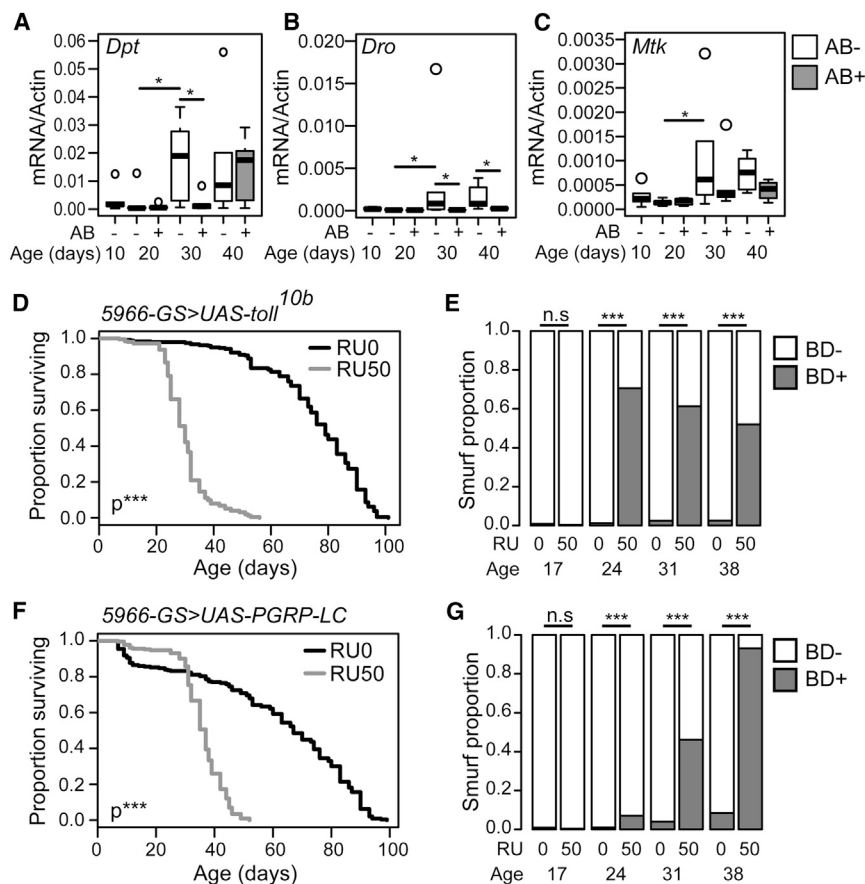 A
Dpt
mRNA/Actin
0.06
0.05
0.04
0.03
0.02
0.01
0.00
*
*
AB
- - + - + - +
Age (days) 10 20 30 40
B
Dro
mRNA/Actin
0.020
0.015
0.010
0.005
0.000
*
*
*
AB
- - + - + - +
Age (days) 10 20 30 40
C
Mtk
mRNA/Actin
0.0035
0.0030
0.0025
0.0020
0.0015
0.0010
0.0005
0.0000
*
AB
- - + - + - +
Age (days) 10 20 30 40
AB-
AB+
D
5966-GS>UAS-toll10b
Proportion surviving
1.0
0.8
0.6
0.4
0.2
0.0
RU0
RU50
p***
0 20 40 60 80 100
Age (days)
E
n.s *** *** ***
Smurf proportion
1.0
0.8
0.6
0.4
0.2
0.0
BD-
BD+
RU 0 50 0 50 0 50 0 50
Age 17 24 31 38
F
5966-GS>UAS-PGRP-LC
Proportion surviving
1.0
0.8
0.6
0.4
0.2
0.0
RU0
RU50
p***
0 20 40 60 80 100
Age (days)
G
n.s *** *** ***
Smurf proportion
1.0
0.8
0.6
0.4
0.2
0.0
BD-
BD+
RU 0 50 0 50 0 50 0 50
Age 17 24 31 38